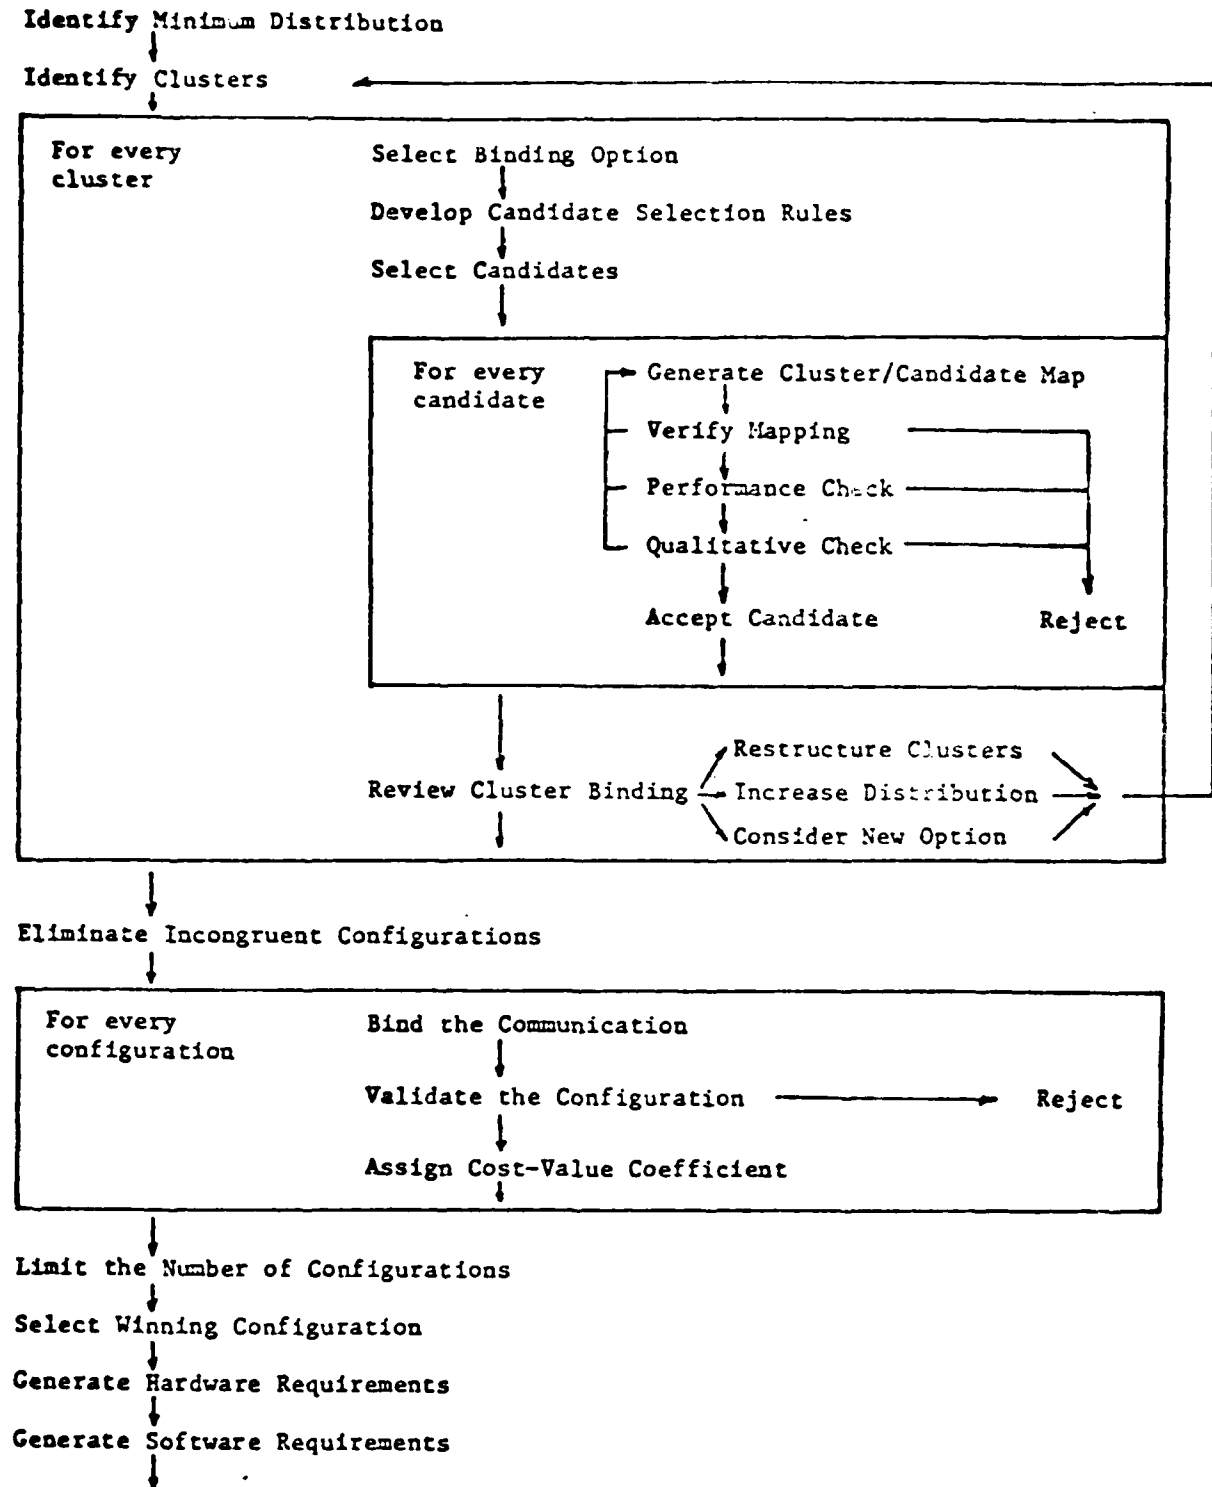 Identify Minimum Distribution
Identify Clusters
For every
cluster
Select Binding Option
Develop Candidate Selection Rules
Select Candidates
For every
candidate
Generate Cluster/Candidate Map
Verify Mapping
Performance Check
Qualitative Check
Accept Candidate
Reject
Review Cluster Binding
Restructure Clusters
Increase Distribution
Consider New Option
Eliminate Incongruent Configurations
For every
configuration
Bind the Communication
Validate the Configuration
Reject
Assign Cost-Value Coefficient
Limit the Number of Configurations
Select Winning Configuration
Generate Hardware Requirements
Generate Software Requirements